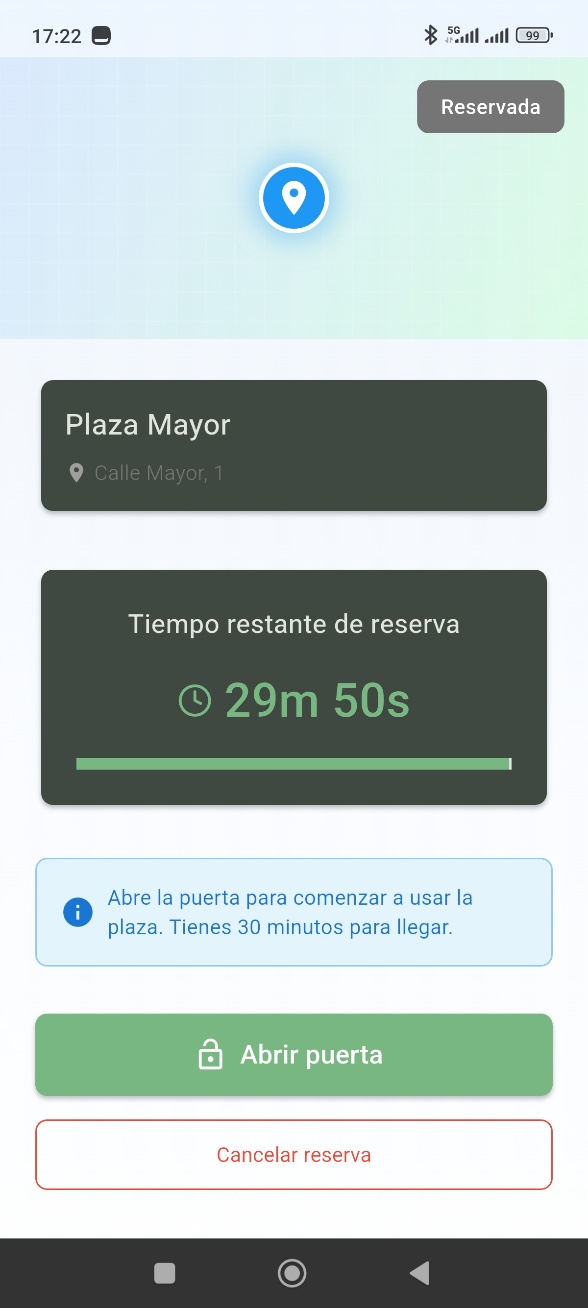 17:22
5G
99
Reservada
Plaza Mayor
Calle Mayor, 1
Tiempo restante de reserva
29m 50s
Abre la puerta para comenzar a usar la
plaza. Tienes 30 minutos para llegar.
Abrir puerta
Cancelar reserva